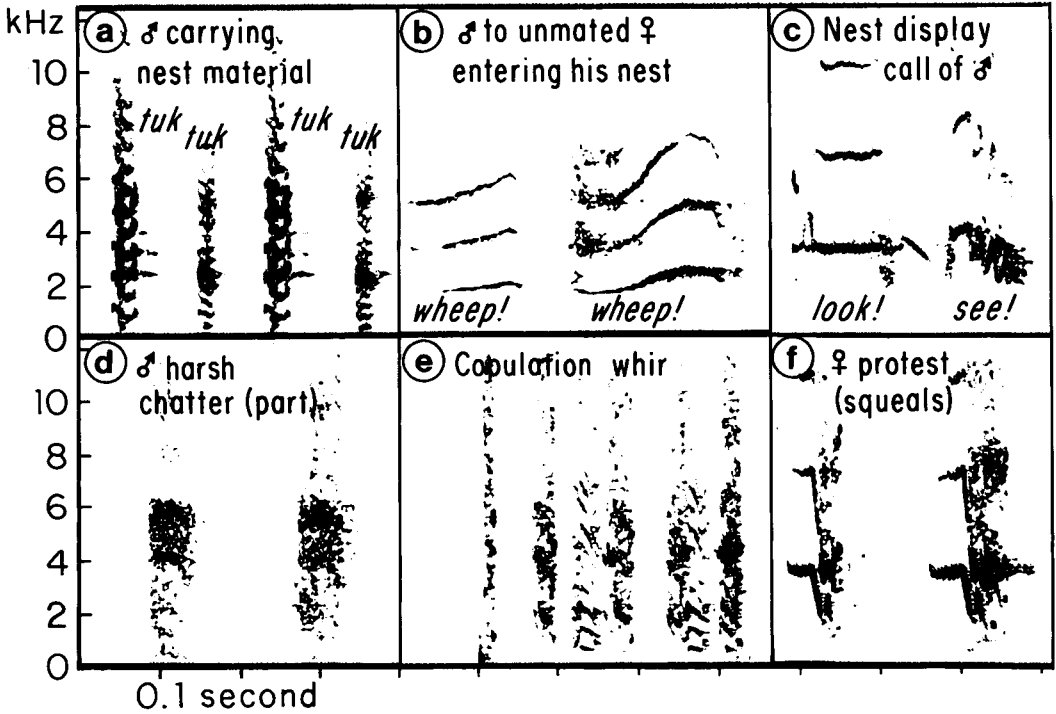 kHz
a ♂ carrying
nest material
10
8
6
4
2
0
tuk tuk tuk tuk
b ♂ to unmated ♀
entering his nest
wheep! wheep!
c Nest display
call of ♂
look! see!
d ♂ harsh
chatter (part)
10
8
6
4
2
0
0.1 second
e Copulation whir
f ♀ protest
(squeals)